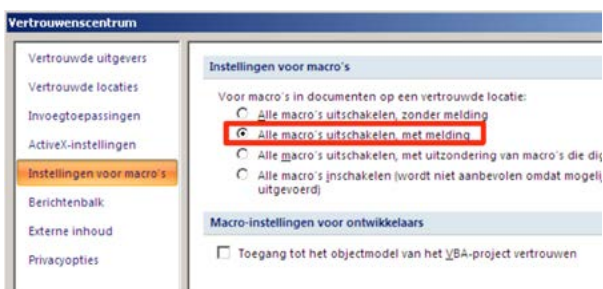 Vertrouwenscentrum
Vertrouwde uitgevers
Vertrouwde locaties
Invoegtoepassingen
ActiveX-instellingen
Instellingen voor macro's
Berichtenbalk
Externe inhoud
Privacyopties
Instellingen voor macro's
Voor macro's in documenten op een vertrouwde locatie:
Alle macro's uitschakelen, zonder melding
Alle macro's uitschakelen, met melding
Alle macro's uitschakelen, met uitzondering van macro's die dig
Alle macro's inschakelen (wordt niet aanbevolen omdat mogelij
uitgevoerd)
Macro-instellingen voor ontwikkelaars
Toegang tot het objectmodel van het VBA-project vertrouwen